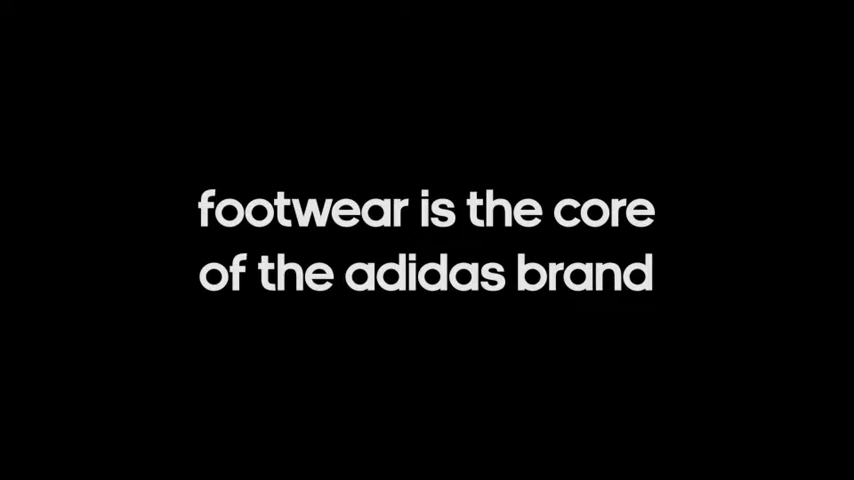 footwear is the core
of the adidas brand